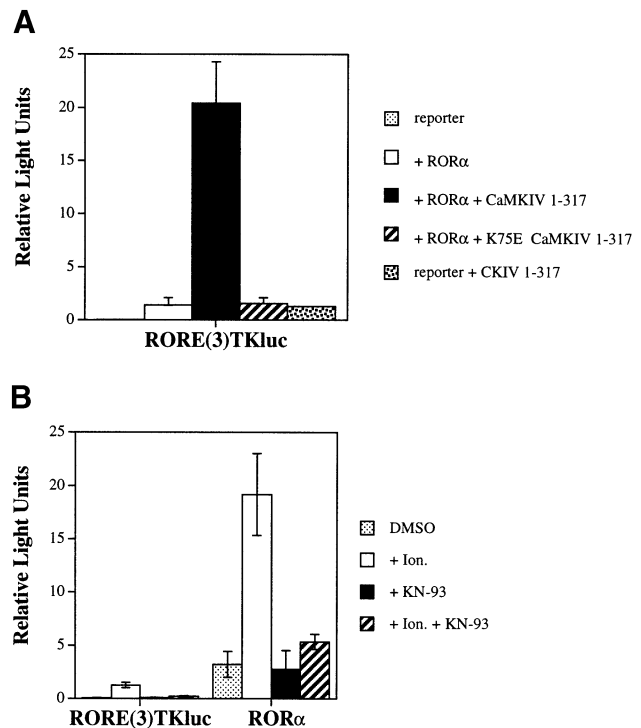 A
Relative Light Units
25
20
15
10
5
0
RORE(3)TKluc
reporter
+ RORα
+ RORα + CaMKIV 1-317
+ RORα + K75E CaMKIV 1-317
reporter + CKIV 1-317
B
Relative Light Units
25
20
15
10
5
0
RORE(3)TKluc
RORα
DMSO
+ Ion.
+ KN-93
+ Ion. + KN-93